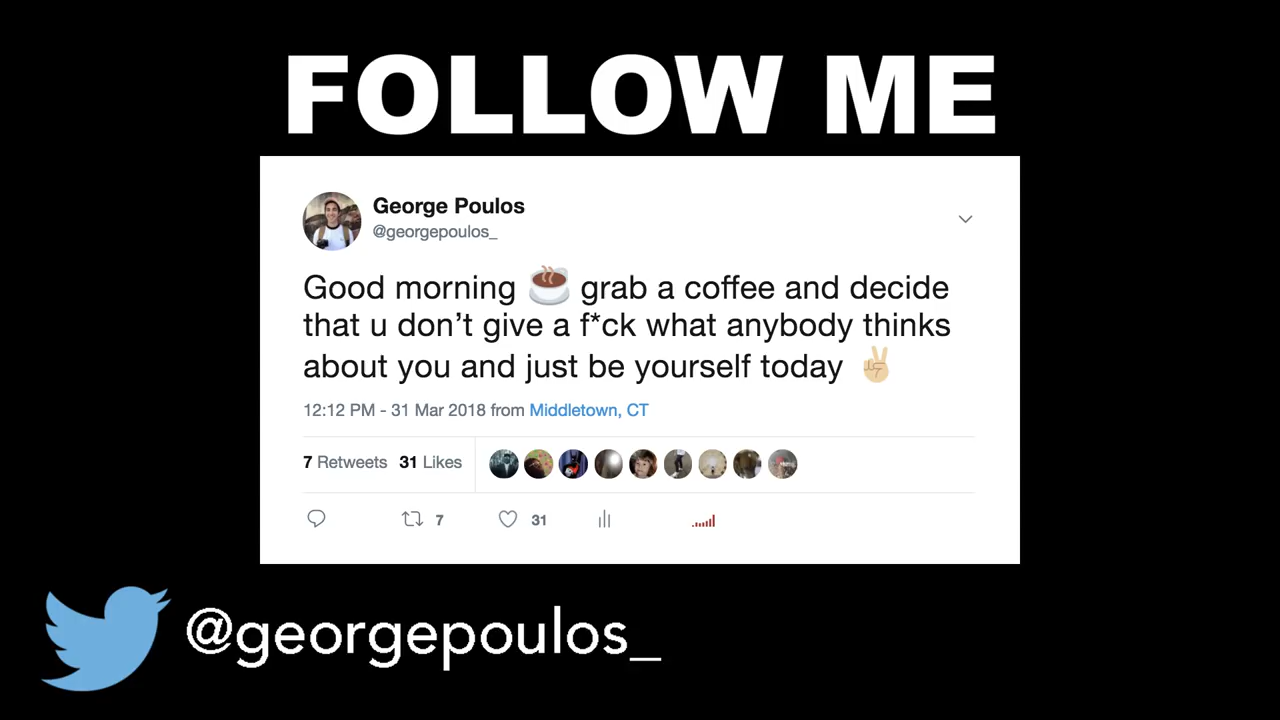 FOLLOW ME
George Poulos
@georgepoulos_
Good morning ☕ grab a coffee and decide
that u don’t give a f*ck what anybody thinks
about you and just be yourself today ✌🏼
12:12 PM - 31 Mar 2018 from Middletown, CT
7 Retweets 31 Likes
7 31
@georgepoulos_